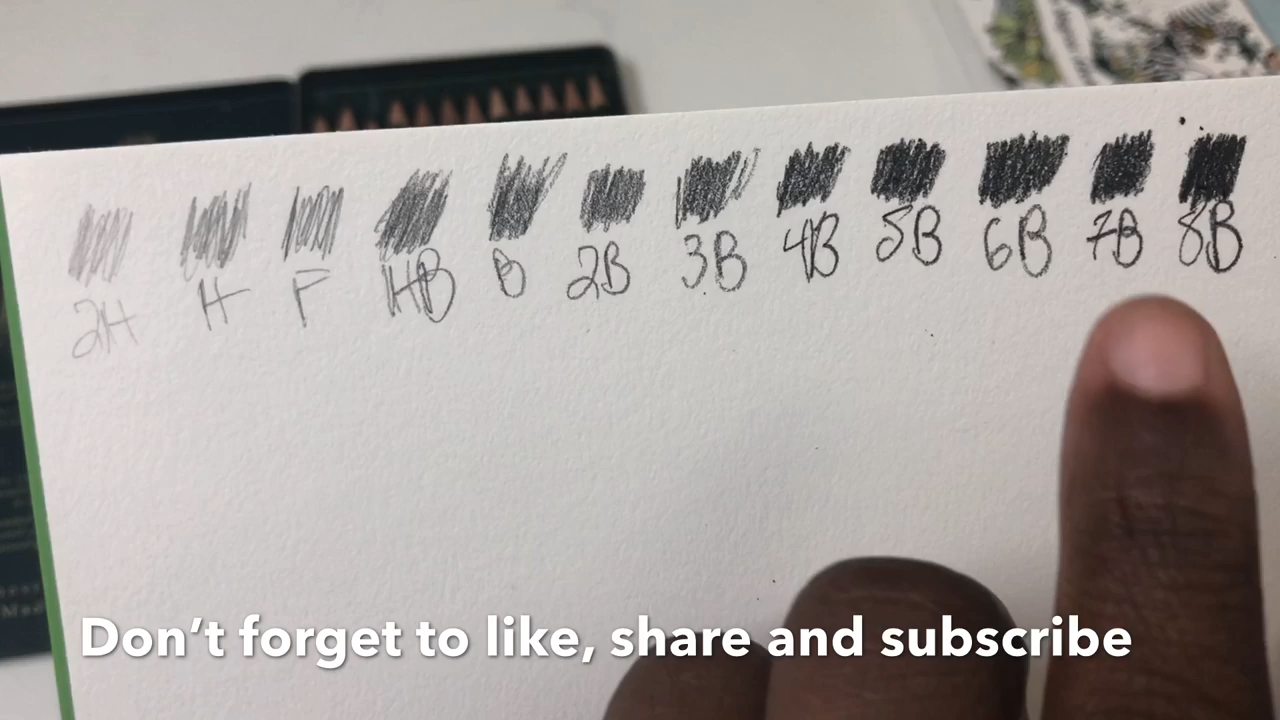 2H H F HB B 2B 3B 4B 5B 6B 7B 8B
Don’t forget to like, share and subscribe